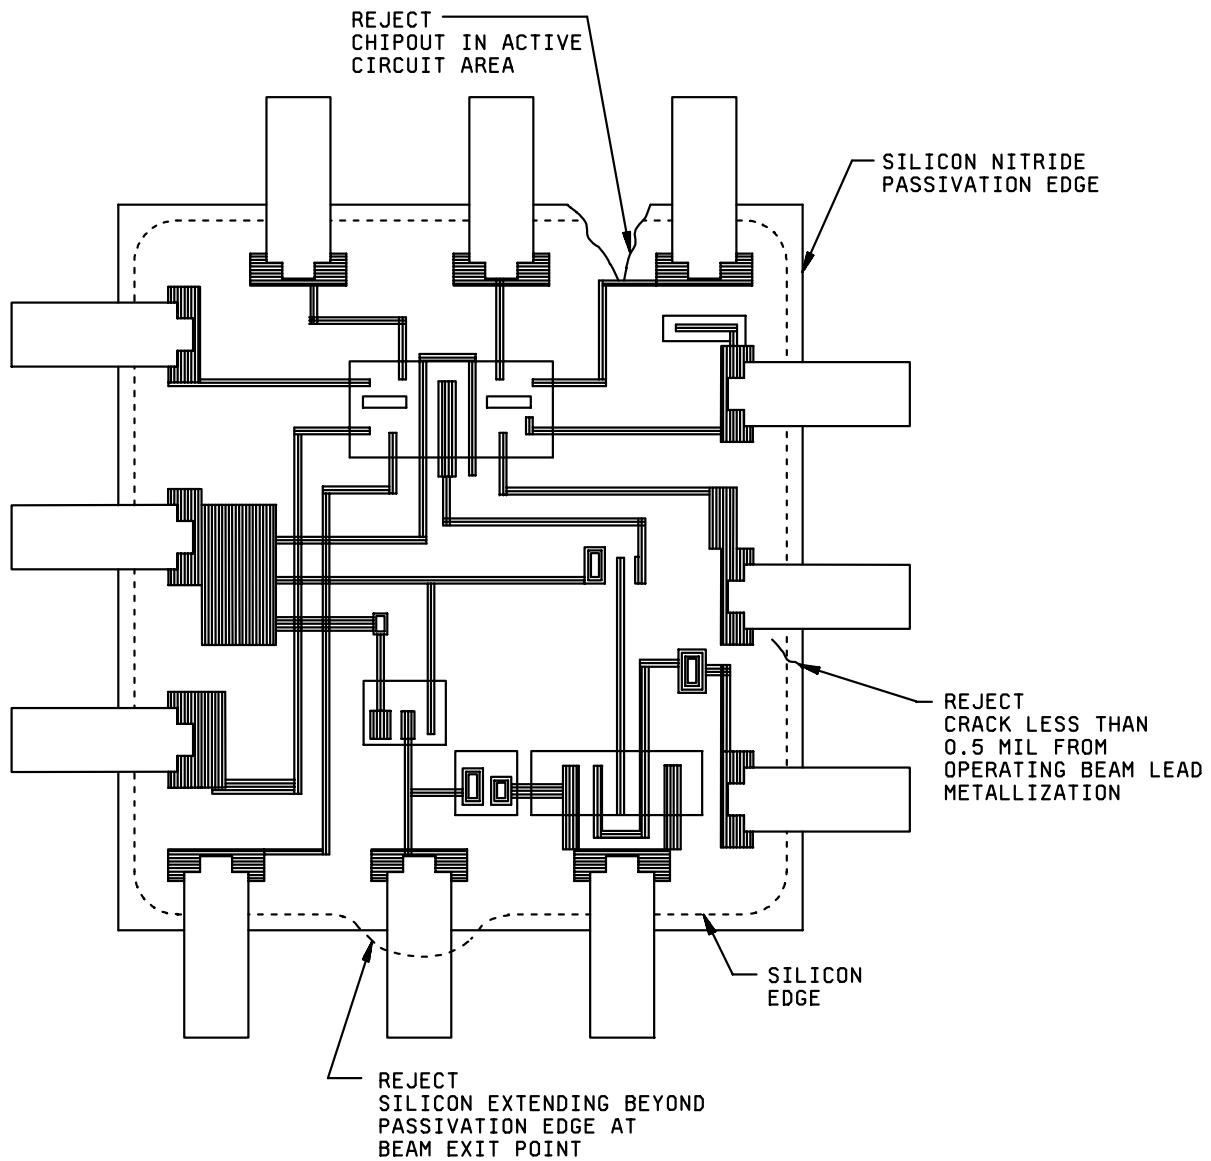 REJECT
CHIPOUT IN ACTIVE
CIRCUIT AREA
SILICON NITRIDE
PASSIVATION EDGE
REJECT
CRACK LESS THAN
0.5 MIL FROM
OPERATING BEAM LEAD
METALLIZATION
SILICON
EDGE
REJECT
SILICON EXTENDING BEYOND
PASSIVATION EDGE AT
BEAM EXIT POINT